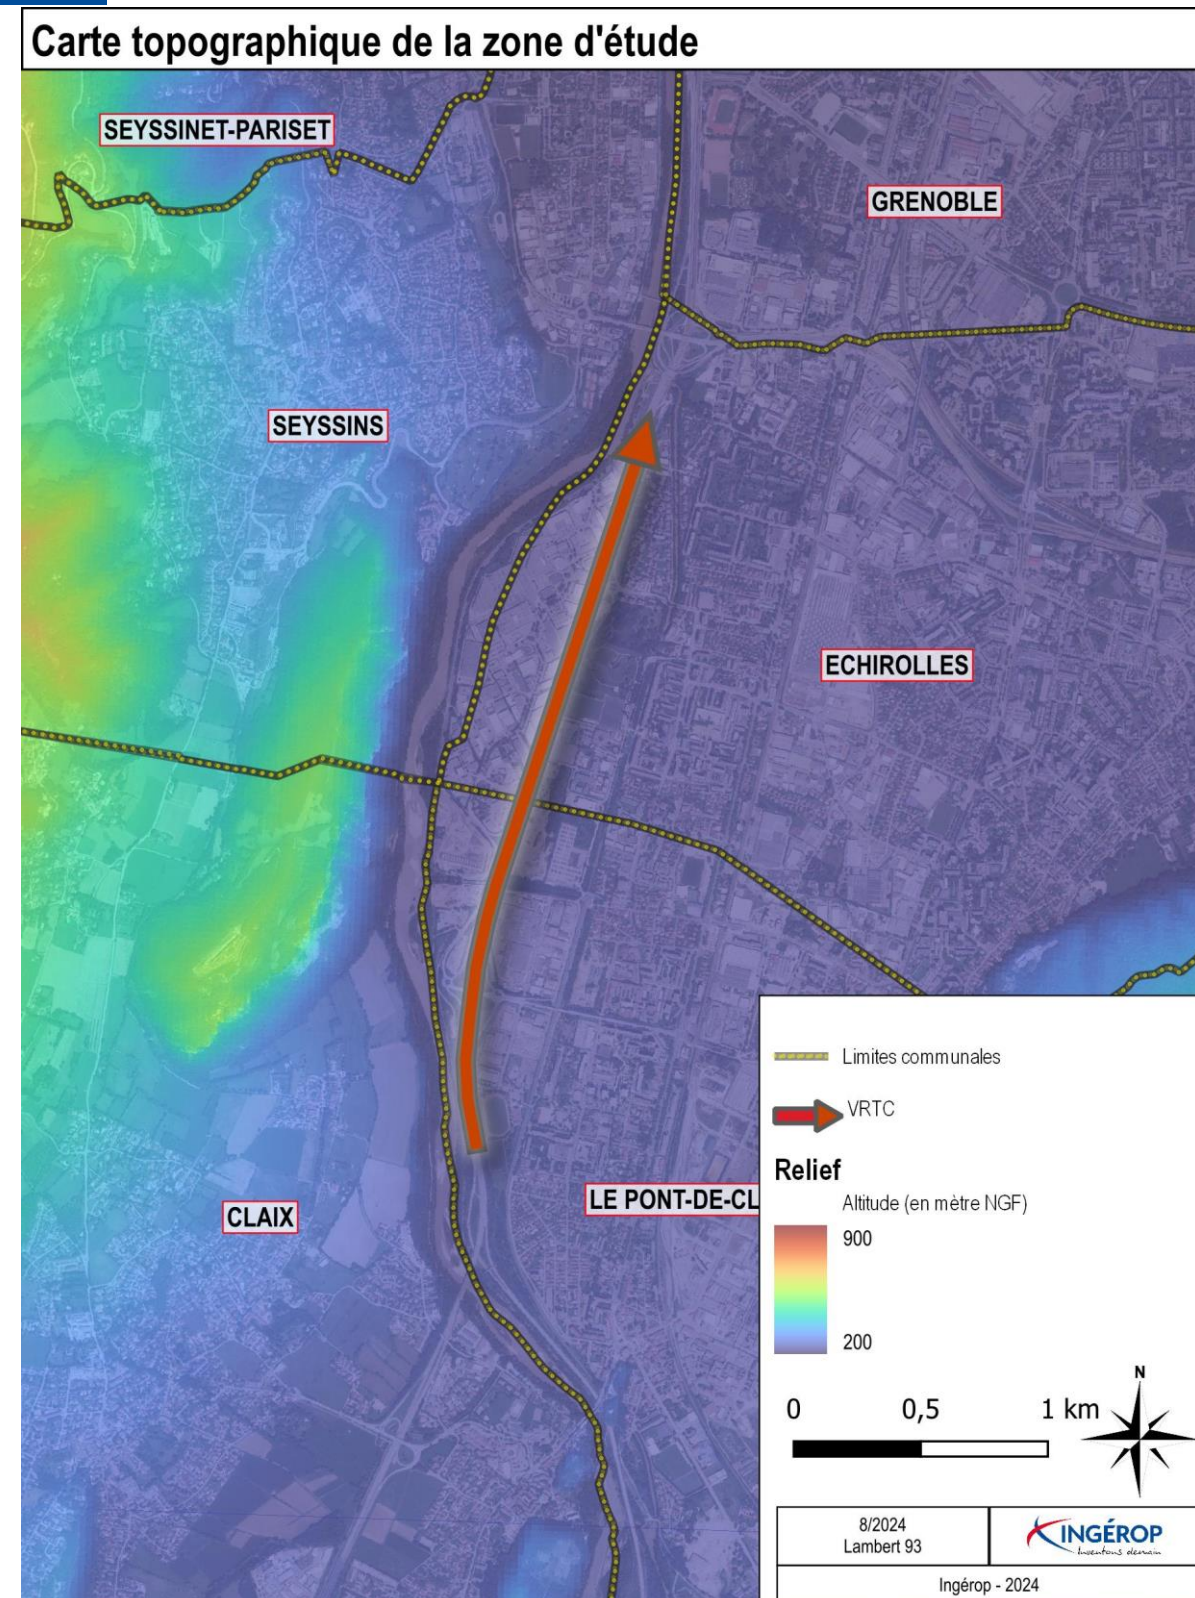 Carte topographique de la zone d'étude
SEYSSINET-PARISET
GRENOBLE
SEYSSINS
ECHIROLLES
CLAIX
LE PONT-DE-CL
Limites communales
VRTC
Relief
Altitude (en mètre NGF)
900
200
N
0 0,5 1 km
8/2024
Lambert 93
INGÉROP
Inventons demain
Ingérop - 2024